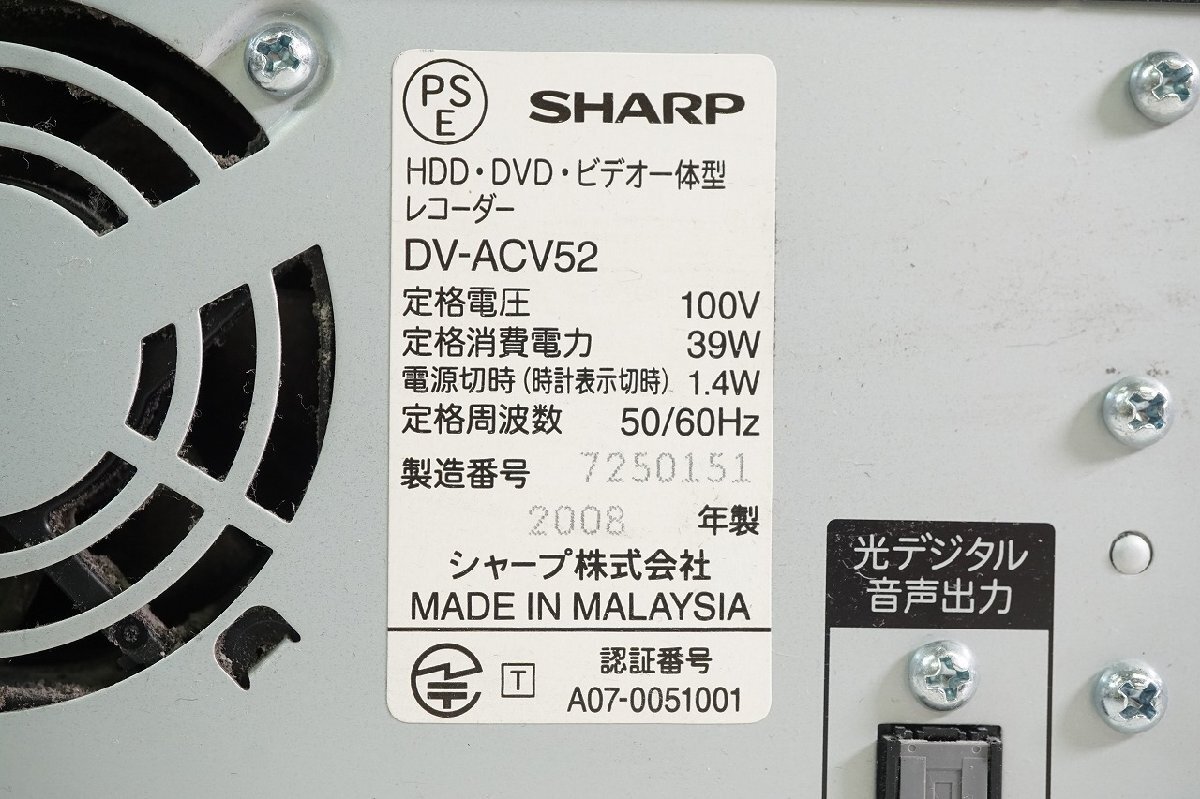 PSE
SHARP
HDD・DVD・ビデオ一体型
レコーダー
DV-ACV52
定格電圧 100V
定格消費電力 39W
電源切時(時計表示切時) 1.4W
定格周波数 50/60Hz
製造番号 7250151
2008 年製
シャープ株式会社
MADE IN MALAYSIA
T
認証番号
A07-0051001
光デジタル
音声出力